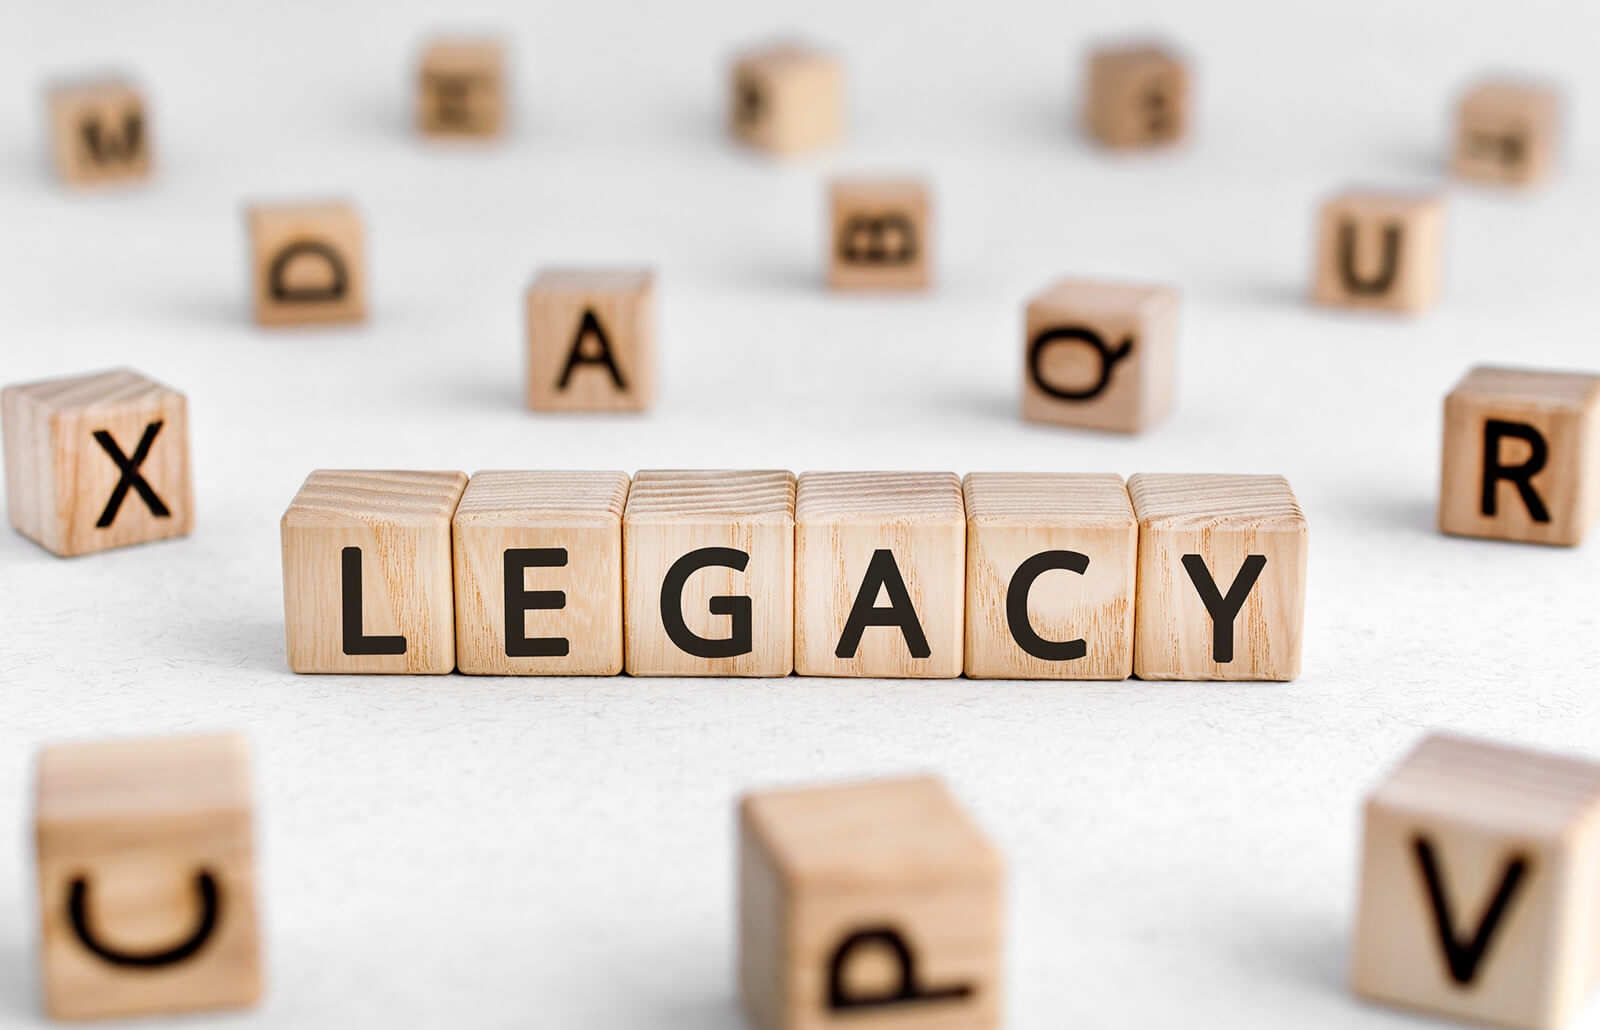 M
D A B U
X Q R
LEGACY
C P V